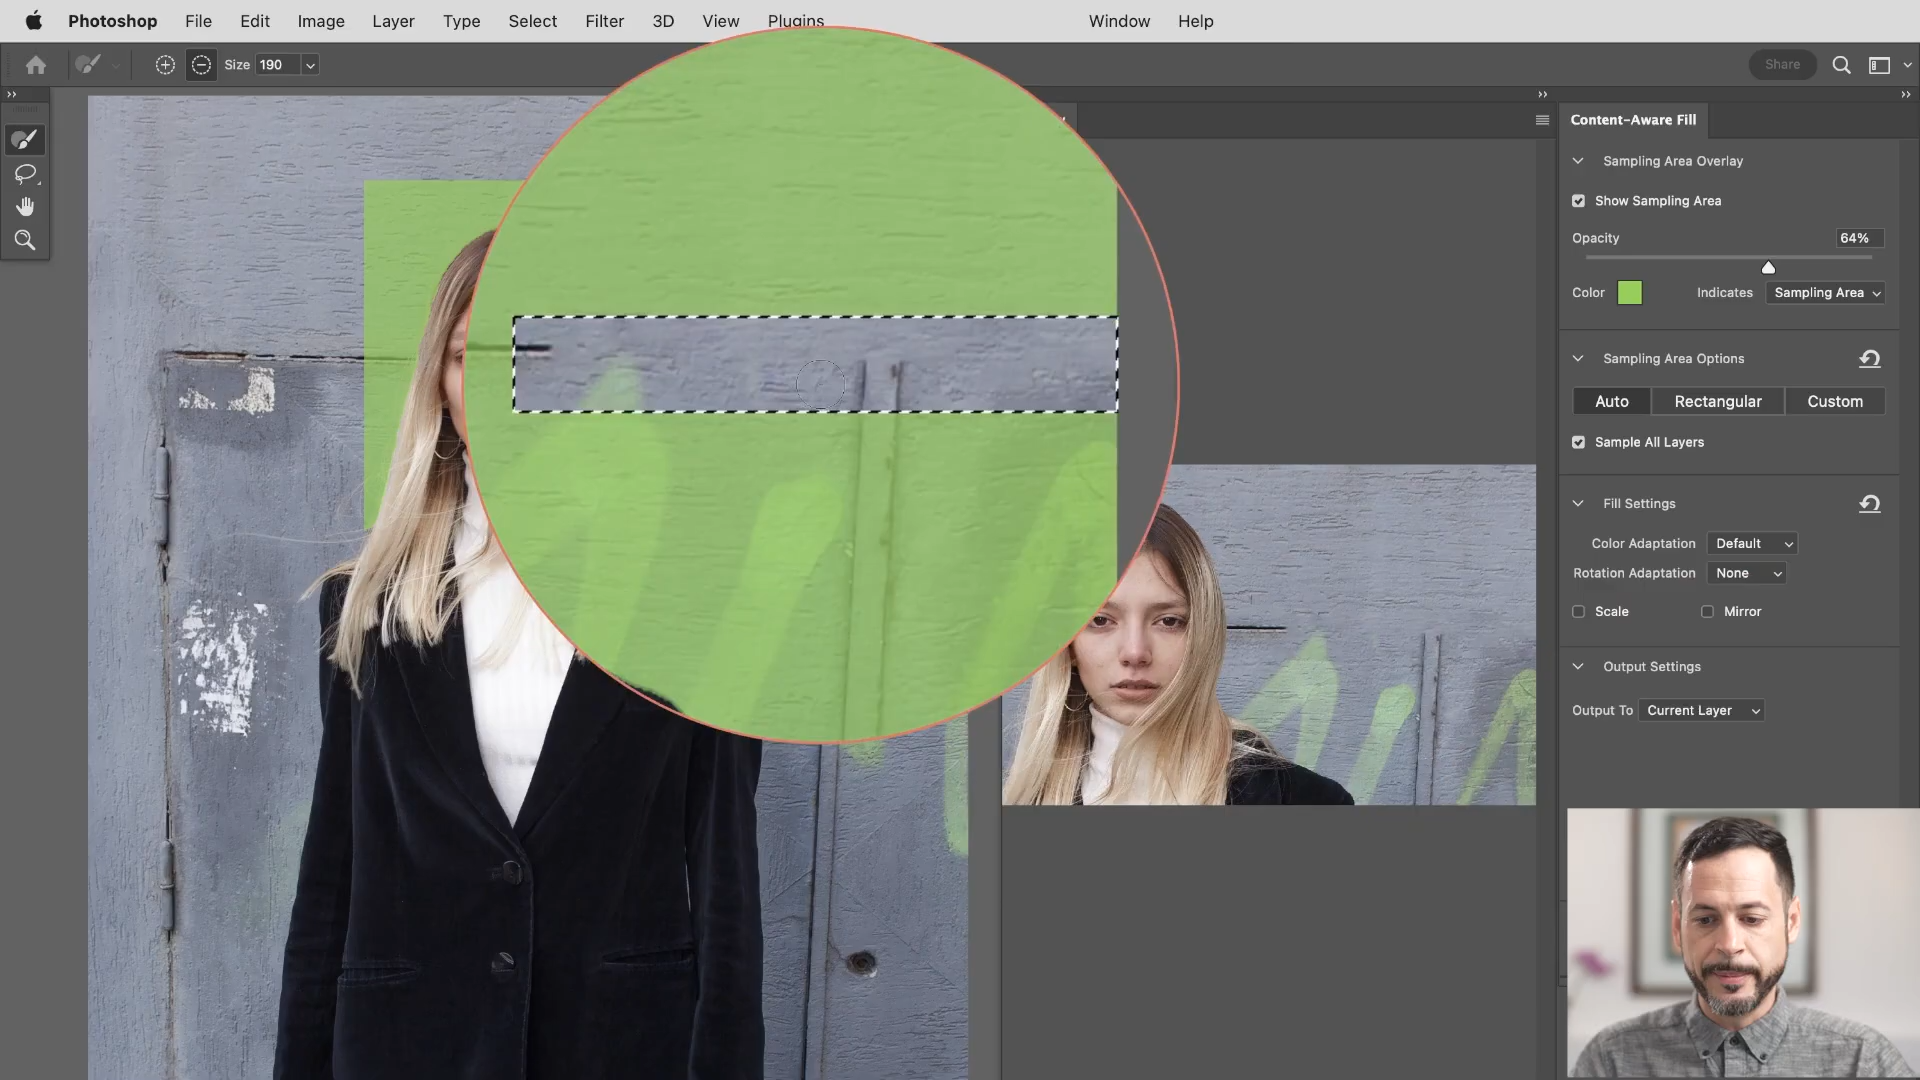 Photoshop File Edit Image Layer Type Select Filter 3D View Plugins Window Help
Size 190
Share
Content-Aware Fill
Sampling Area Overlay
Show Sampling Area
Opacity 64%
Color Indicates Sampling Area
Sampling Area Options
Auto Rectangular Custom
Sample All Layers
Fill Settings
Color Adaptation Default
Rotation Adaptation None
Scale Mirror
Output Settings
Output To Current Layer